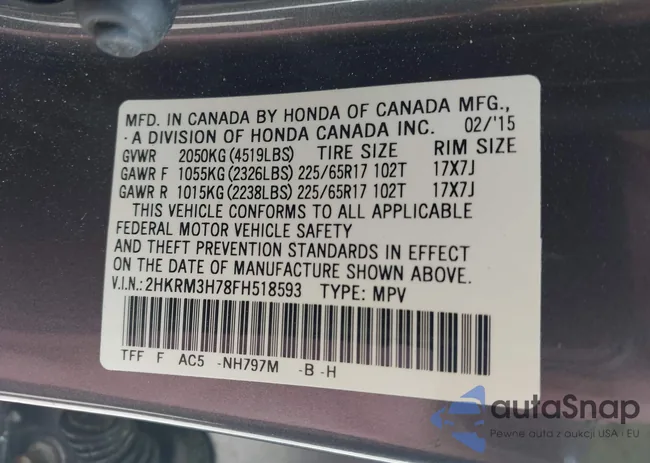 MFD. IN CANADA BY HONDA OF CANADA MFG.,
-A DIVISION OF HONDA CANADA INC. 02/'15
GVWR 2050KG (4519LBS) TIRE SIZE RIM SIZE
GAWR F 1055KG (2326LBS) 225/65R17 102T 17X7J
GAWR R 1015KG (2238LBS) 225/65R17 102T 17X7J
THIS VEHICLE CONFORMS TO ALL APPLICABLE
FEDERAL MOTOR VEHICLE SAFETY
AND THEFT PREVENTION STANDARDS IN EFFECT
ON THE DATE OF MANUFACTURE SHOWN ABOVE.
V.I.N.: 2HKRM3H78FH518593 TYPE: MPV
TFF F AC5 -NH797M -B -H
autaSnap
Pewne auta z aukcji USA i EU